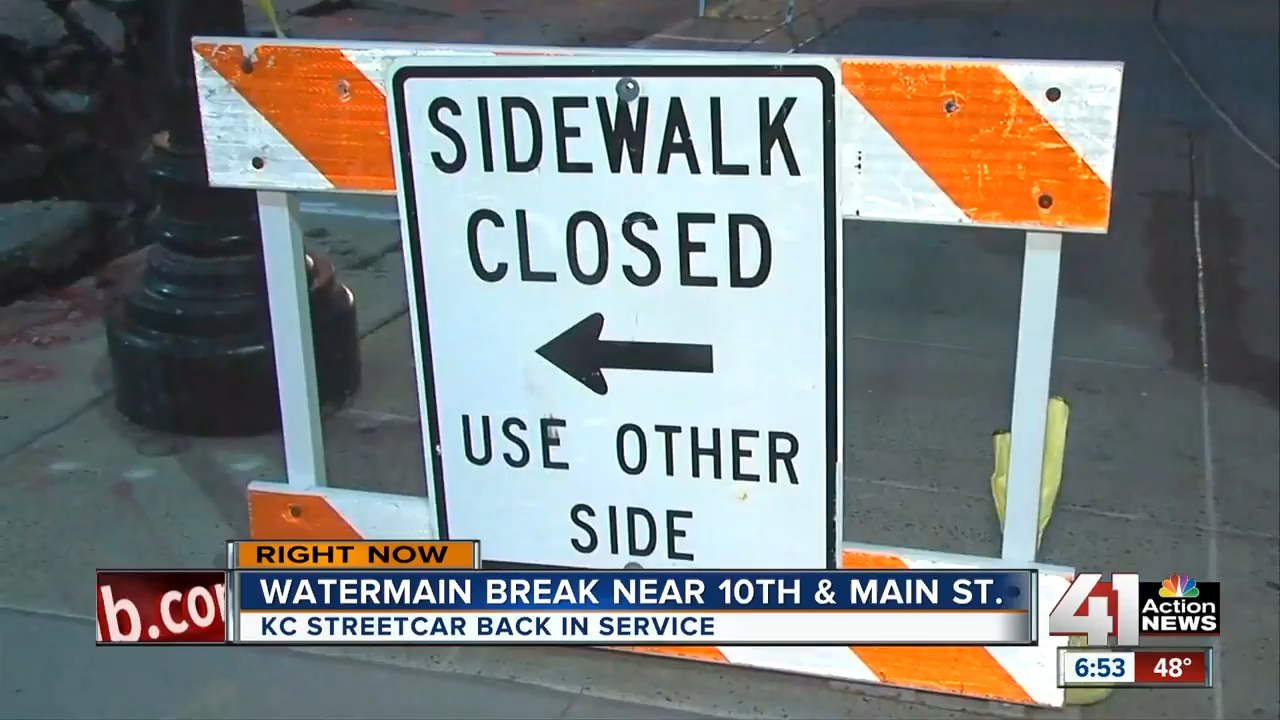 SIDEWALK
CLOSED
USE OTHER
SIDE
RIGHT NOW
b.co
WATERMAIN BREAK NEAR 10TH & MAIN ST.
KC STREETCAR BACK IN SERVICE
41
Action
NEWS
6:53 48°